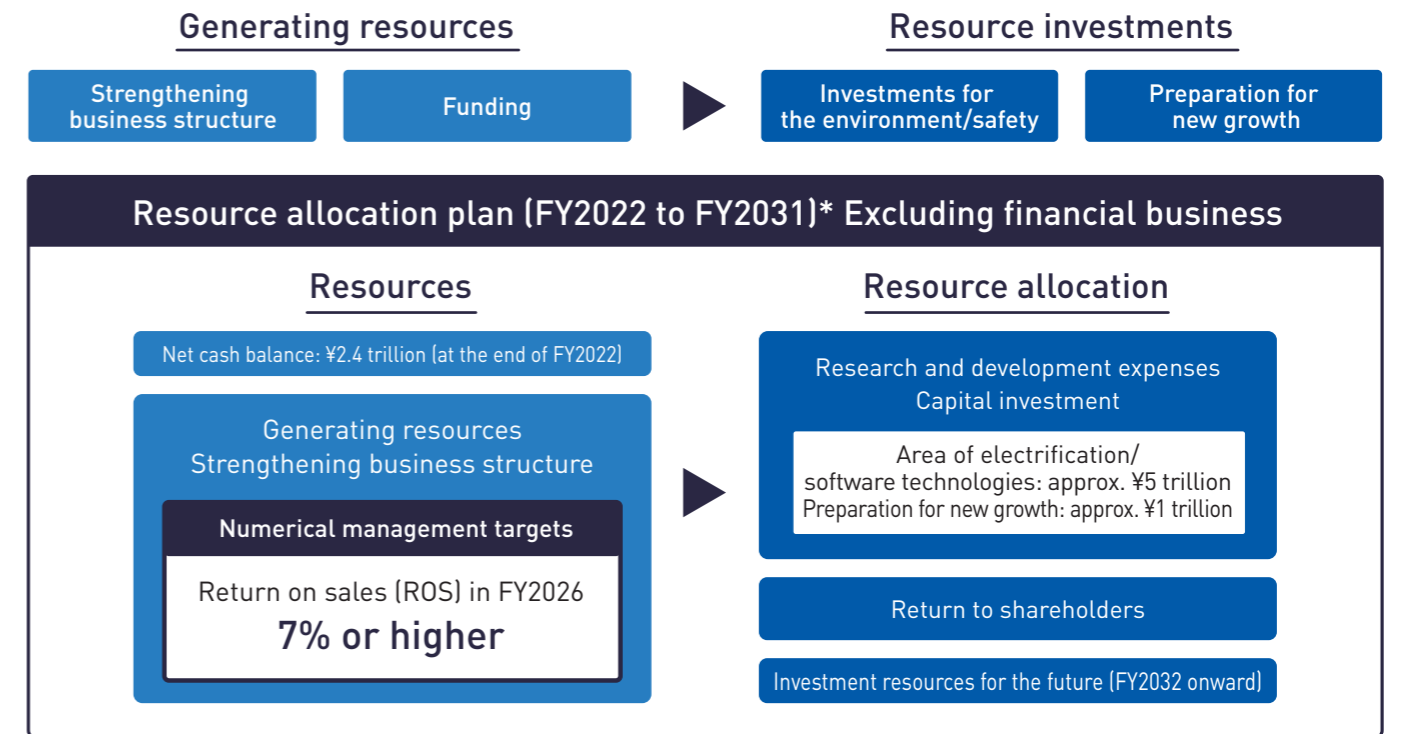 Generating resources
Resource investments
Strengthening
business structure
Funding
Investments for
the environment/safety
Preparation for
new growth
Resource allocation plan (FY2022 to FY2031)* Excluding financial business
Resources
Net cash balance: ¥2.4 trillion (at the end of FY2022)
Generating resources
Strengthening business structure
Numerical management targets
Return on sales (ROS) in FY2026
7% or higher
Resource allocation
Research and development expenses
Capital investment
Area of electrification/
software technologies: approx. ¥5 trillion
Preparation for new growth: approx. ¥1 trillion
Return to shareholders
Investment resources for the future (FY2032 onward)